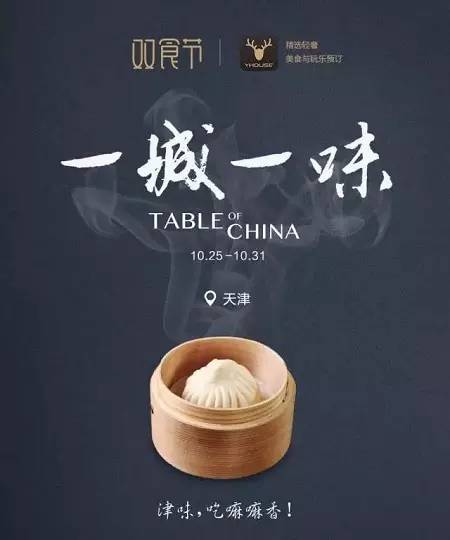 双食节
YHOUSE
精选轻奢
美食与玩乐预订
一城一味
TABLE OF CHINA
10.25-10.31
天津
津味,吃嘛嘛香!